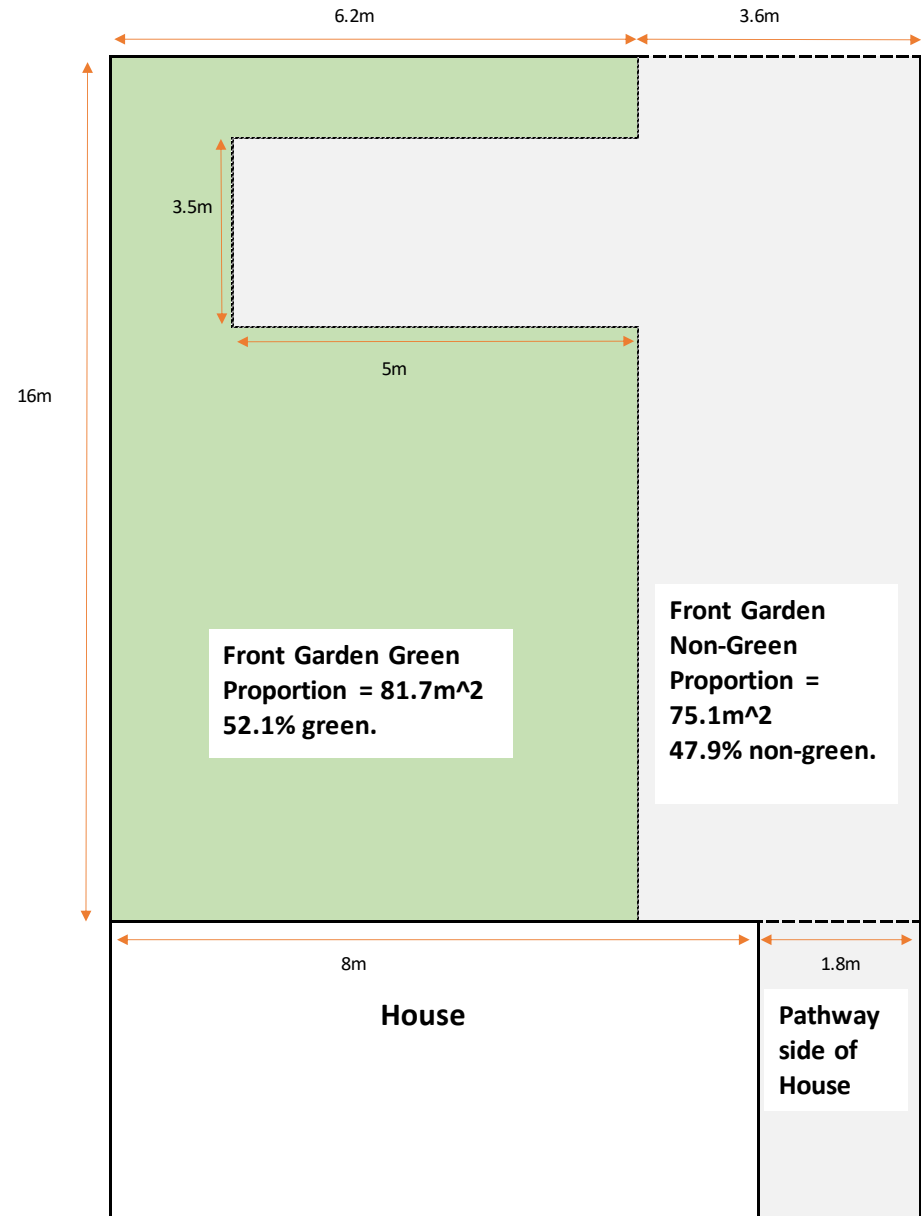 6.2m
3.6m
3.5m
5m
16m
Front Garden Green
Proportion = 81.7m^2
52.1% green.
Front Garden
Non-Green
Proportion =
75.1m^2
47.9% non-green.
8m
1.8m
House
Pathway
side of
House